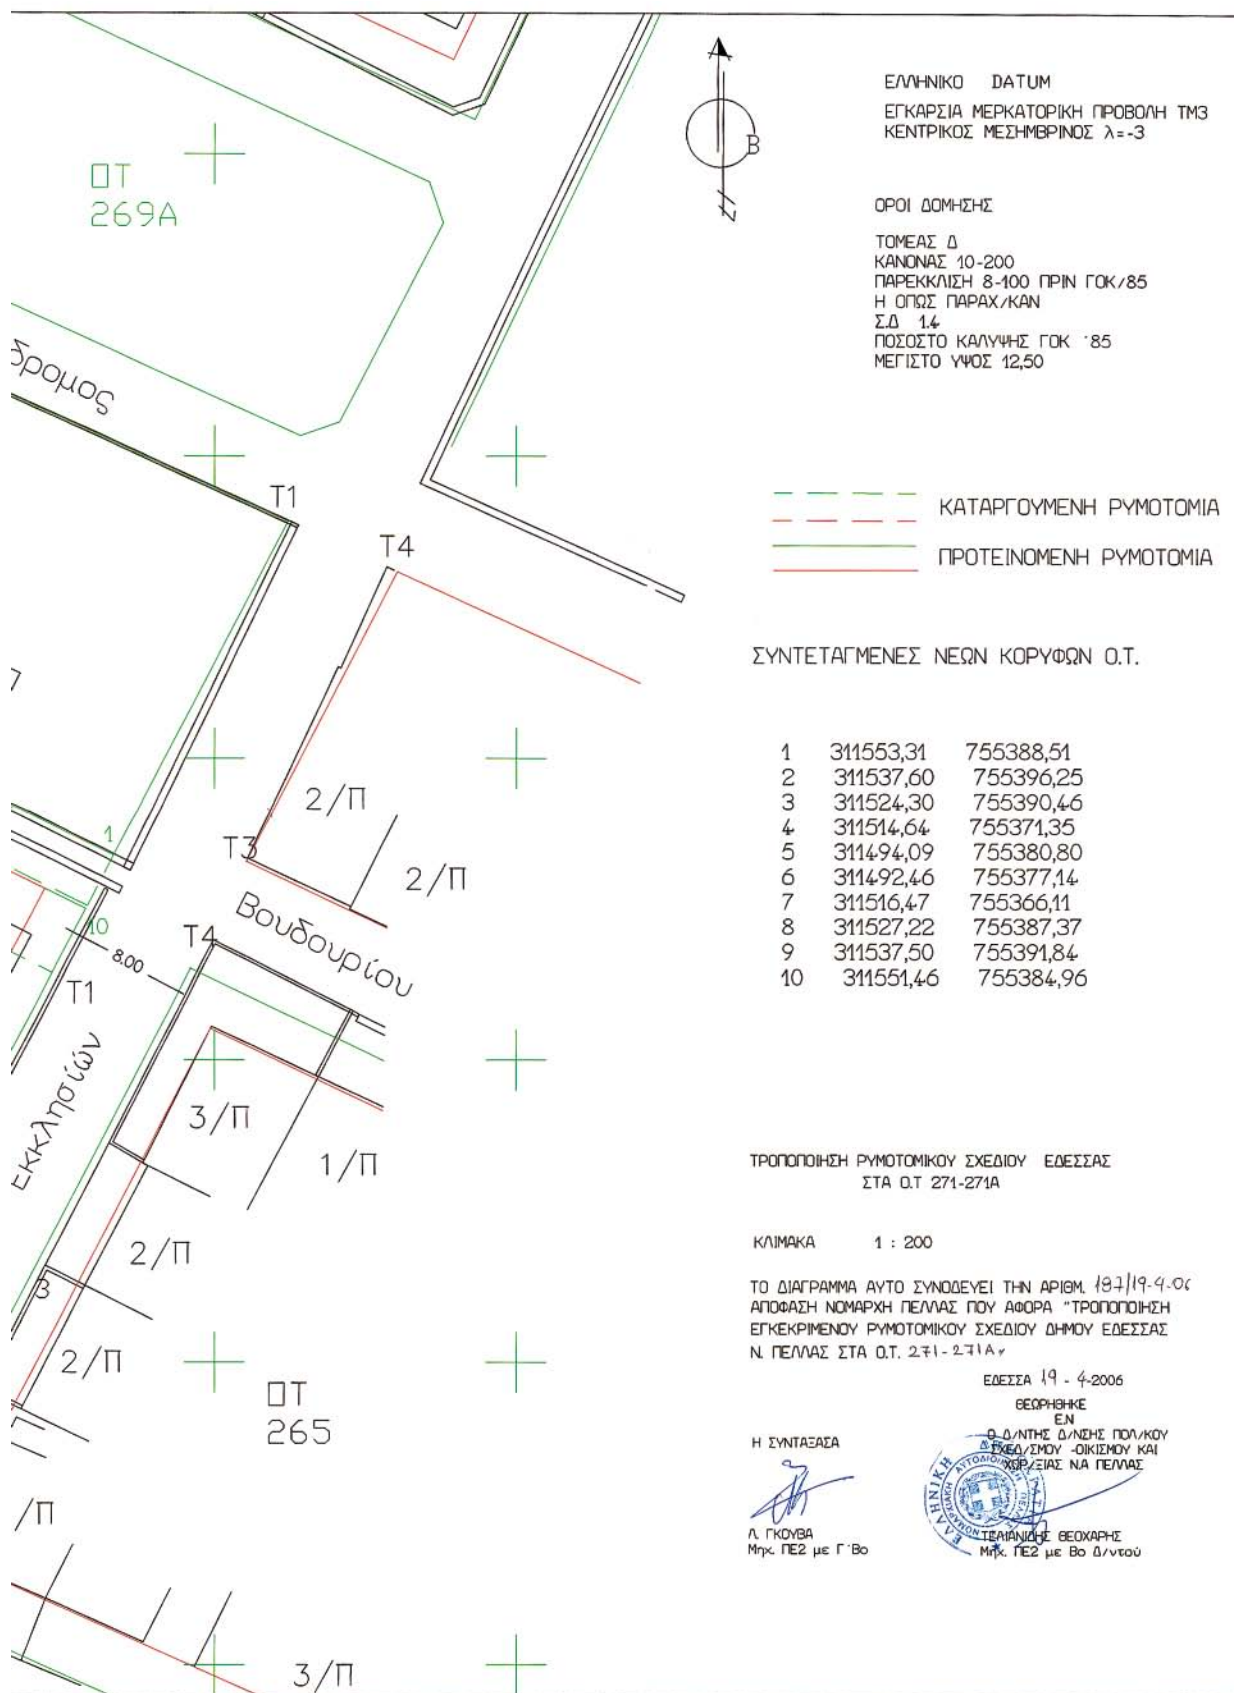 ΟΤ
269Α
δρομος
Τ1
Τ4
2/Π
Τ3
2/Π
1
10
Βουδουρίου
Τ4
8.00
Τ1
Εκκλησιών
3/Π
1/Π
2/Π
3
2/Π
ΟΤ
265
/Π
3/Π
Β
ΕΛΛΗΝΙΚΟ DATUM
ΕΓΚΑΡΣΙΑ ΜΕΡΚΑΤΟΡΙΚΗ ΠΡΟΒΟΛΗ ΤΜ3
ΚΕΝΤΡΙΚΟΣ ΜΕΣΗΜΒΡΙΝΟΣ λ=-3
ΟΡΟΙ ΔΟΜΗΣΗΣ
ΤΟΜΕΑΣ Δ
ΚΑΝΟΝΑΣ 10-200
ΠΑΡΕΚΚΛΙΣΗ 8-100 ΠΡΙΝ ΓΟΚ/85
Η ΟΠΩΣ ΠΑΡΑΧ/ΚΑΝ
Σ.Δ 1.4
ΠΟΣΟΣΤΟ ΚΑΛΥΨΗΣ ΓΟΚ '85
ΜΕΓΙΣΤΟ ΥΨΟΣ 12,50
ΚΑΤΑΡΓΟΥΜΕΝΗ ΡΥΜΟΤΟΜΙΑ
ΠΡΟΤΕΙΝΟΜΕΝΗ ΡΥΜΟΤΟΜΙΑ
ΣΥΝΤΕΤΑΓΜΕΝΕΣ ΝΕΩΝ ΚΟΡΥΦΩΝ Ο.Τ.
1 311553,31 755388,51
2 311537,60 755396,25
3 311524,30 755390,46
4 311514,64 755371,35
5 311494,09 755380,80
6 311492,46 755377,14
7 311516,47 755366,11
8 311527,22 755387,37
9 311537,50 755391,84
10 311551,46 755384,96
ΤΡΟΠΟΠΟΙΗΣΗ ΡΥΜΟΤΟΜΙΚΟΥ ΣΧΕΔΙΟΥ ΕΔΕΣΣΑΣ
ΣΤΑ Ο.Τ 271-271Α
ΚΛΙΜΑΚΑ 1 : 200
ΤΟ ΔΙΑΓΡΑΜΜΑ ΑΥΤΟ ΣΥΝΟΔΕΥΕΙ ΤΗΝ ΑΡΙΘΜ. 187/19-4-06
ΑΠΟΦΑΣΗ ΝΟΜΑΡΧΗ ΠΕΛΛΑΣ ΠΟΥ ΑΦΟΡΑ "ΤΡΟΠΟΠΟΙΗΣΗ
ΕΓΚΕΚΡΙΜΕΝΟΥ ΡΥΜΟΤΟΜΙΚΟΥ ΣΧΕΔΙΟΥ ΔΗΜΟΥ ΕΔΕΣΣΑΣ
Ν. ΠΕΛΛΑΣ ΣΤΑ Ο.Τ. 271-271Α"
ΕΔΕΣΣΑ 19 - 4-2006
ΘΕΩΡΗΘΗΚΕ
Ε.Ν
Ο Δ/ΝΤΗΣ Δ/ΝΣΗΣ ΠΟΛ/ΚΟΥ
ΣΧΕΔ/ΣΜΟΥ -ΟΙΚΙΣΜΟΥ ΚΑΙ
ΧΩΡ/ΞΙΑΣ Ν.Α ΠΕΛΛΑΣ
Η ΣΥΝΤΑΞΑΣΑ
ΕΛΛΗΝΙΚΗ
Λ. ΓΚΟΥΒΑ
Μηχ. ΠΕ2 με Γ'Βο
ΤΕΛΙΑΝΙΔΗΣ ΘΕΟΧΑΡΗΣ
Μηχ. ΠΕ2 με Βο Δ/ντού